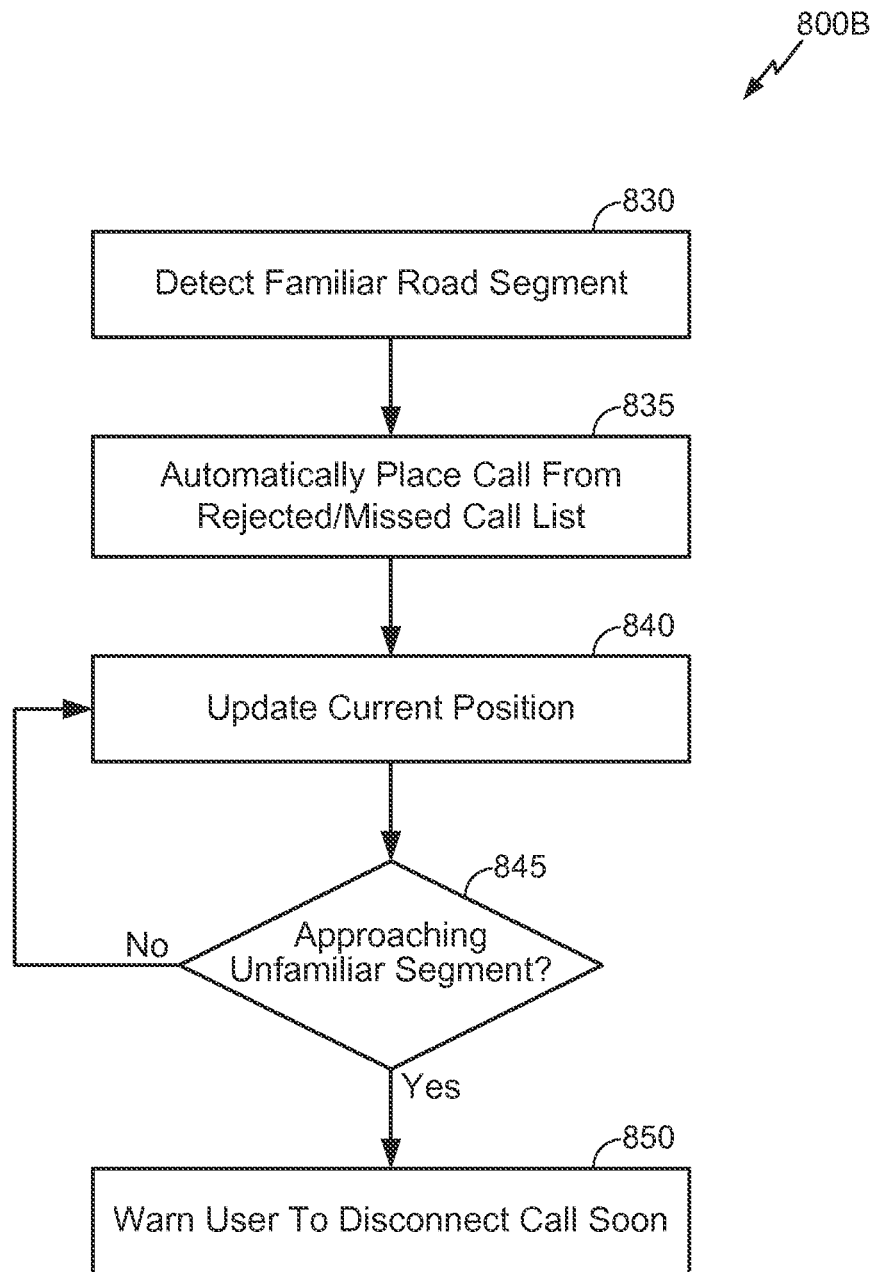 800B
830
Detect Familiar Road Segment
835
Automatically Place Call From
Rejected/Missed Call List
840
Update Current Position
845
Approaching
Unfamiliar Segment?
No
Yes
850
Warn User To Disconnect Call Soon